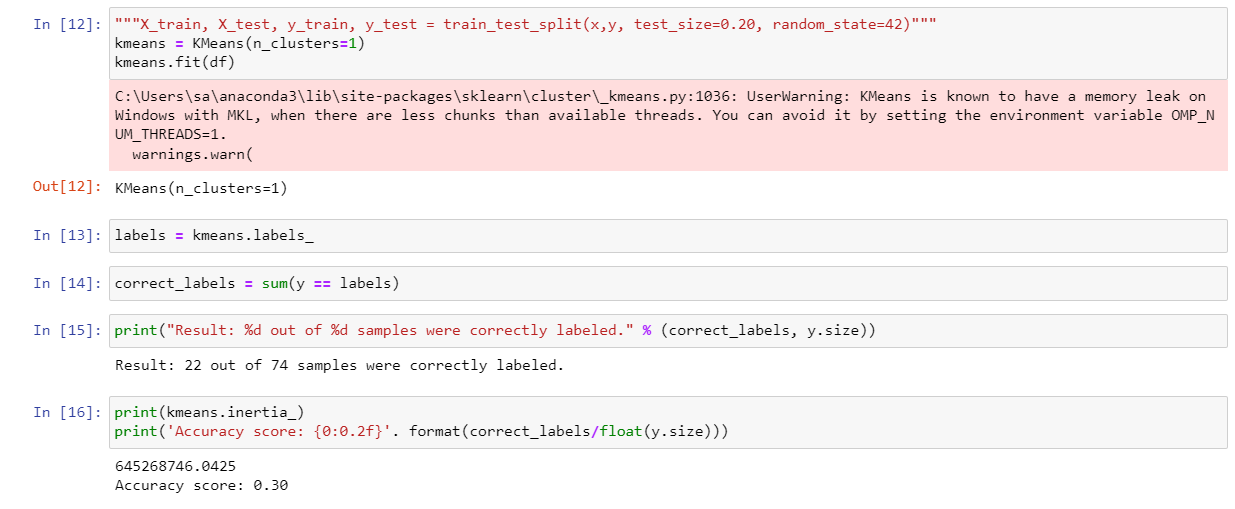 In [12]: """X_train, X_test, y_train, y_test = train_test_split(x,y, test_size=0.20, random_state=42)"""
kmeans = KMeans(n_clusters=1)
kmeans.fit(df)
C:\Users\sa\anaconda3\lib\site-packages\sklearn\cluster\_kmeans.py:1036: UserWarning: KMeans is known to have a memory leak on
Windows with MKL, when there are less chunks than available threads. You can avoid it by setting the environment variable OMP_N
UM_THREADS=1.
  warnings.warn(
Out[12]: KMeans(n_clusters=1)
In [13]: labels = kmeans.labels_
In [14]: correct_labels = sum(y == labels)
In [15]: print("Result: %d out of %d samples were correctly labeled." % (correct_labels, y.size))
Result: 22 out of 74 samples were correctly labeled.
In [16]: print(kmeans.inertia_)
print('Accuracy score: {0:0.2f}'. format(correct_labels/float(y.size)))
645268746.0425
Accuracy score: 0.30